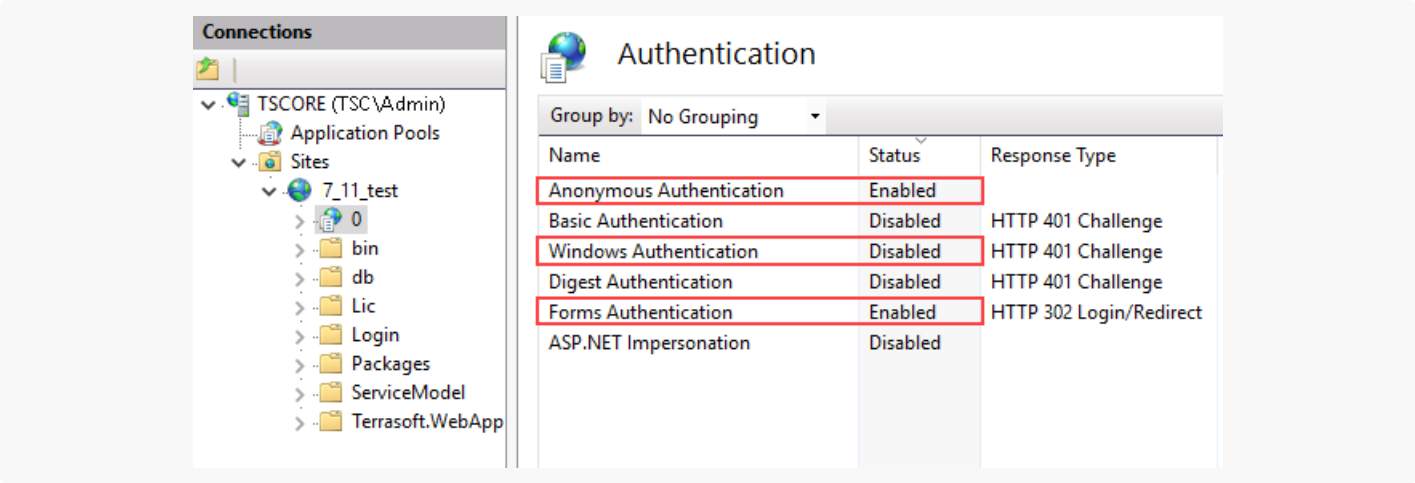 Connections
TSCORE (TSC\Admin)
Application Pools
Sites
7_11_test
0
bin
db
Lic
Login
Packages
ServiceModel
Terrasoft.WebApp
Authentication
Group by: No Grouping
Name Status Response Type
Anonymous Authentication Enabled
Basic Authentication Disabled HTTP 401 Challenge
Windows Authentication Disabled HTTP 401 Challenge
Digest Authentication Disabled HTTP 401 Challenge
Forms Authentication Enabled HTTP 302 Login/Redirect
ASP.NET Impersonation Disabled